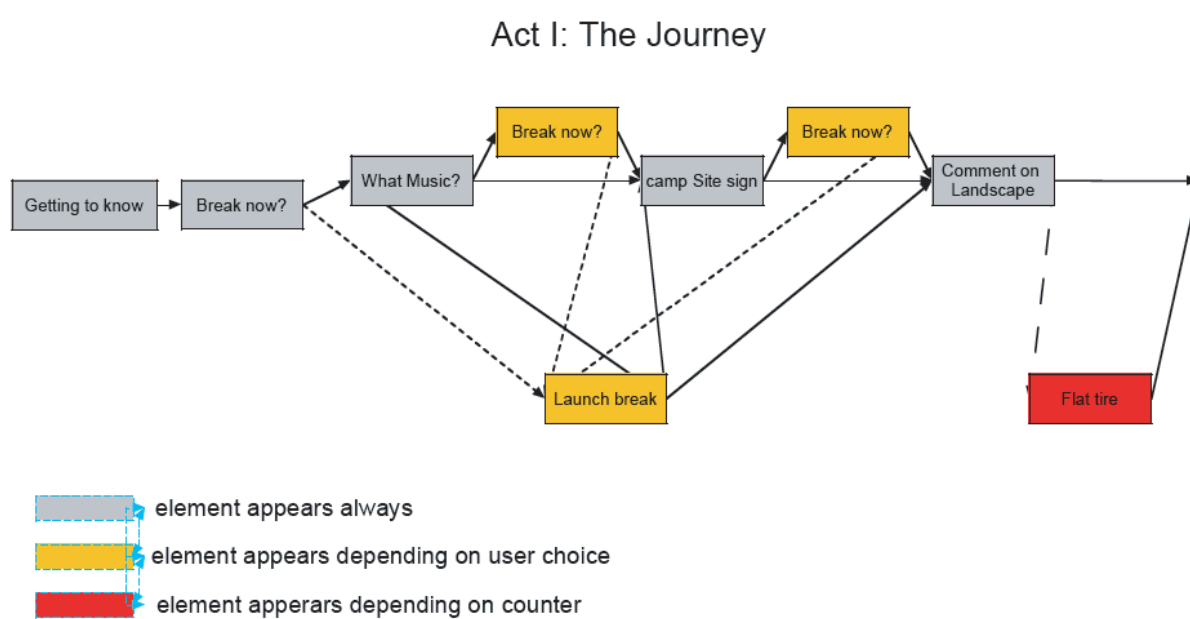 Act I: The Journey
Break now?
Break now?
What Music?
camp Site sign
Comment on
Landscape
Getting to know
Break now?
Launch break
Flat tire
element appears always
element appears depending on user choice
element apperars depending on counter